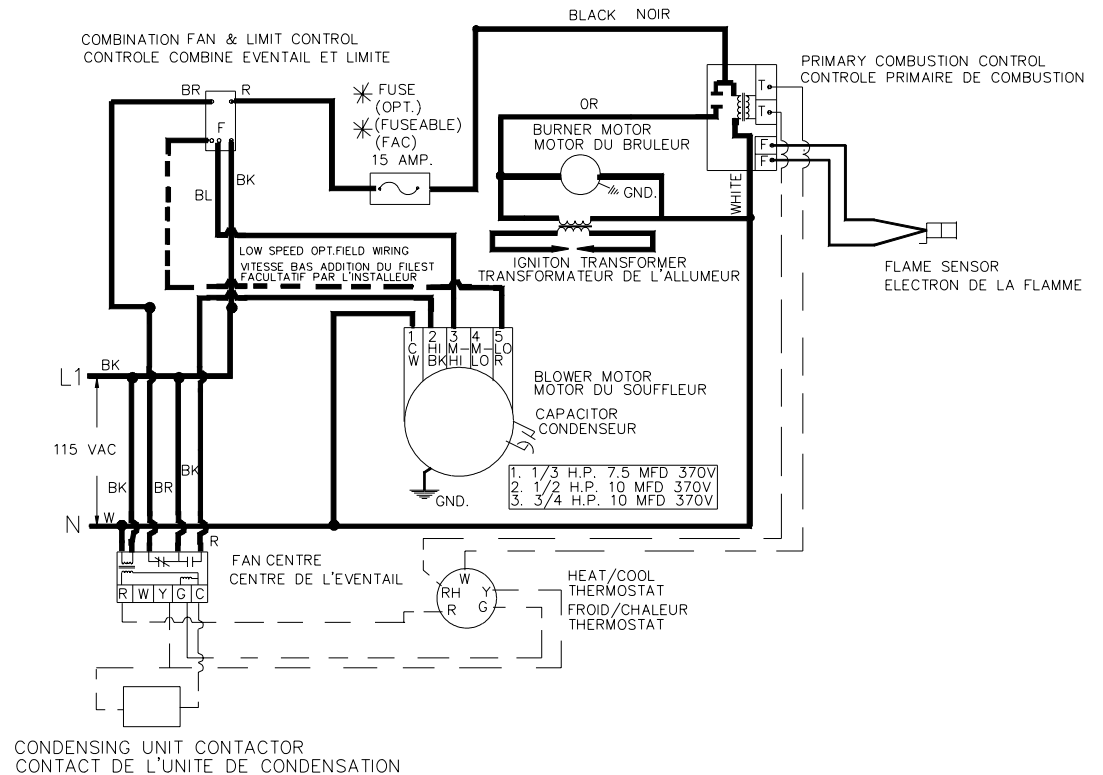 BLACK NOIR
COMBINATION FAN & LIMIT CONTROL
CONTROLE COMBINE EVENTAIL ET LIMITE
PRIMARY COMBUSTION CONTROL
CONTROLE PRIMAIRE DE COMBUSTION
BR
R
FUSE
(OPT.)
(FUSEABLE)
(FAC)
15 AMP.
OR
T
T
F
F
F
BURNER MOTOR
MOTOR DU BRULEUR
GND.
WHITE
BL
BK
LOW SPEED OPT.FIELD WIRING
VITESSE BAS ADDITION DU FILEST
FACULTATIF PAR L'INSTALLEUR
IGNITON TRANSFORMER
TRANSFORMATEUR DE L'ALLUMEUR
FLAME SENSOR
ELECTRON DE LA FLAMME
1 2 3 4 5
C HI M- M- LO
W BK HI LO R
L1
BK
BLOWER MOTOR
MOTOR DU SOUFFLEUR
CAPACITOR
CONDENSEUR
115 VAC
BK
BR
BK
1. 1/3 H.P. 7.5 MFD 370V
2. 1/2 H.P. 10 MFD 370V
3. 3/4 H.P. 10 MFD 370V
GND.
N
W
R
FAN CENTRE
CENTRE DE L'EVENTAIL
R W Y G C
W
RH
Y
R
G
HEAT/COOL
THERMOSTAT
FROID/CHALEUR
THERMOSTAT
CONDENSING UNIT CONTACTOR
CONTACT DE L'UNITE DE CONDENSATION